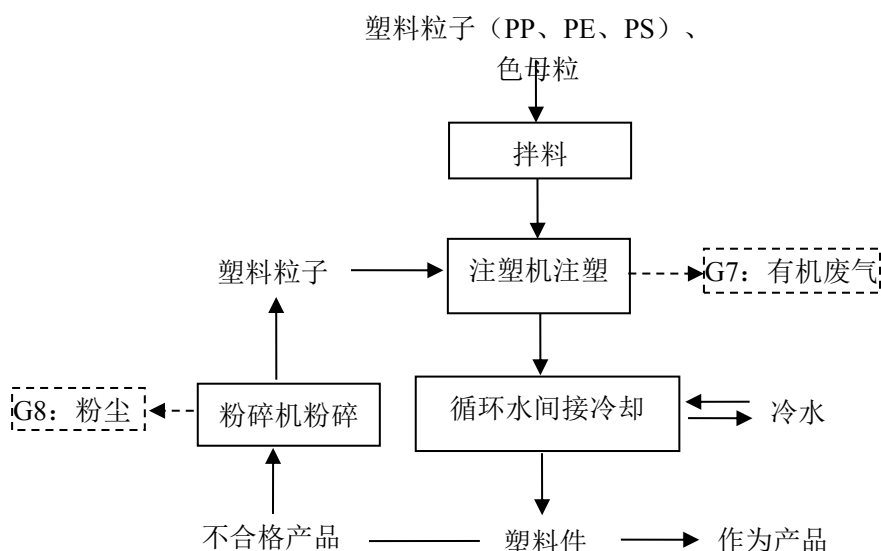 塑料粒子（PP、PE、PS）、
色母粒
拌料
塑料粒子
注塑机注塑
G7：有机废气
G8：粉尘
粉碎机粉碎
循环水间接冷却
冷水
不合格产品
塑料件
作为产品